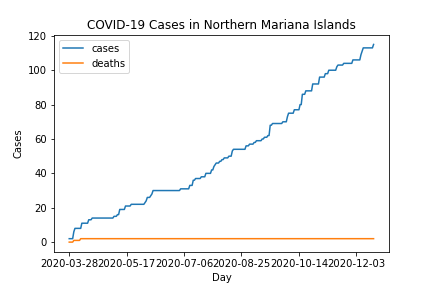 COVID-19 Cases in Northern Mariana Islands
120
100
80
60
40
20
0
Cases
cases
deaths
2020-03-28 2020-05-17 2020-07-06 2020-08-25 2020-10-14 2020-12-03
Day